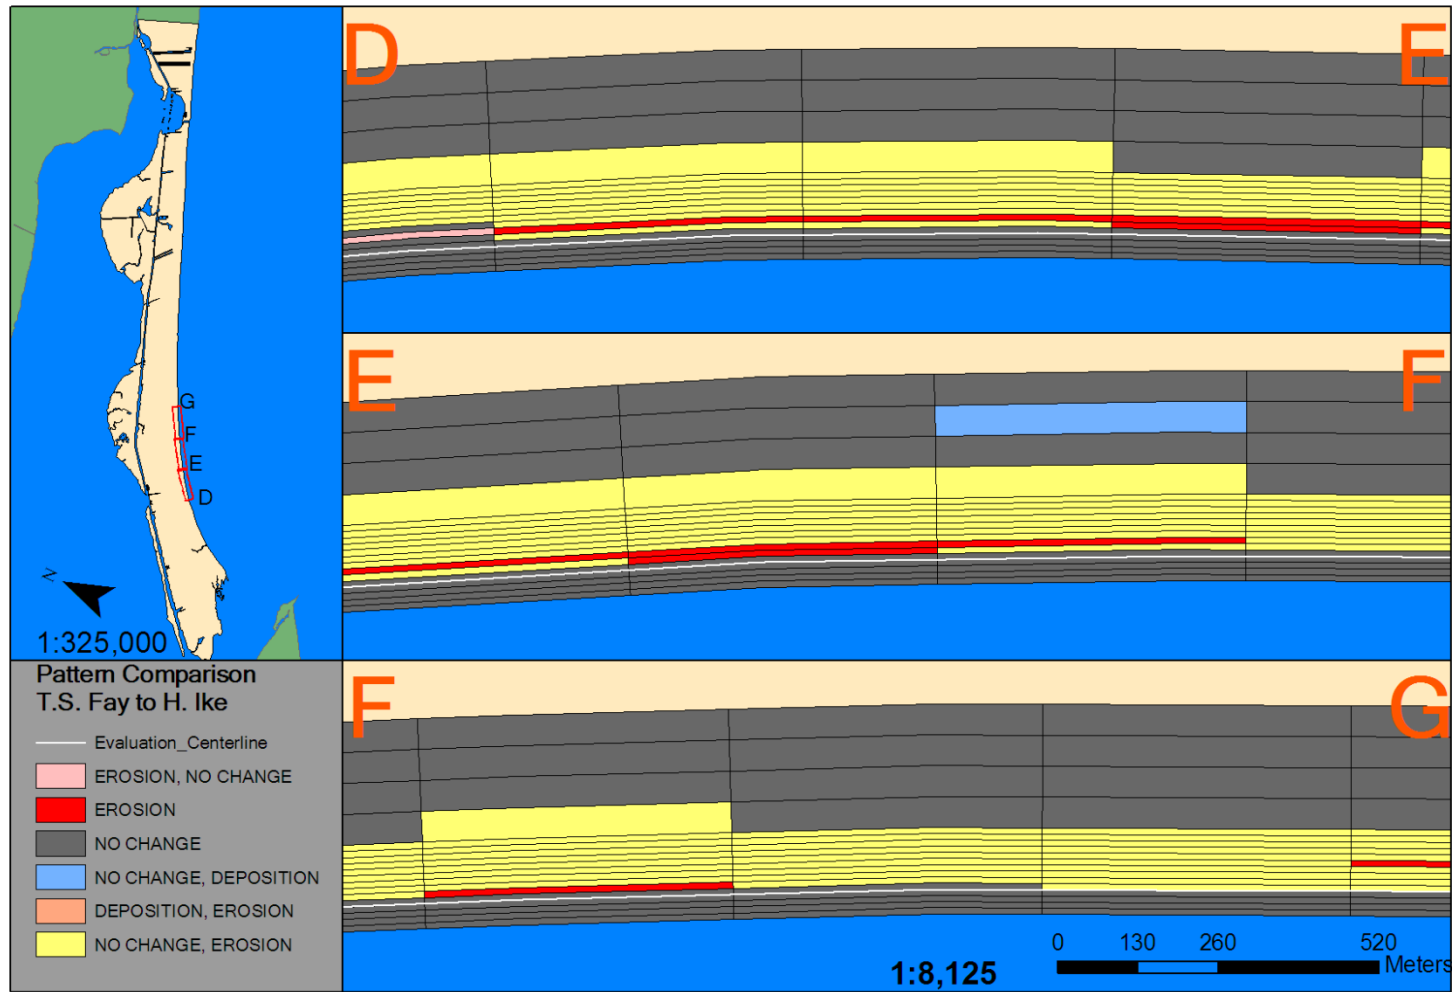 D
E
E
F
F
G
G
F
E
D
N
1:325,000
Pattern Comparison
T.S. Fay to H. Ike
Evaluation_Centerline
EROSION, NO CHANGE
EROSION
NO CHANGE
NO CHANGE, DEPOSITION
DEPOSITION, EROSION
NO CHANGE, EROSION
0 130 260 520
Meters
1:8,125